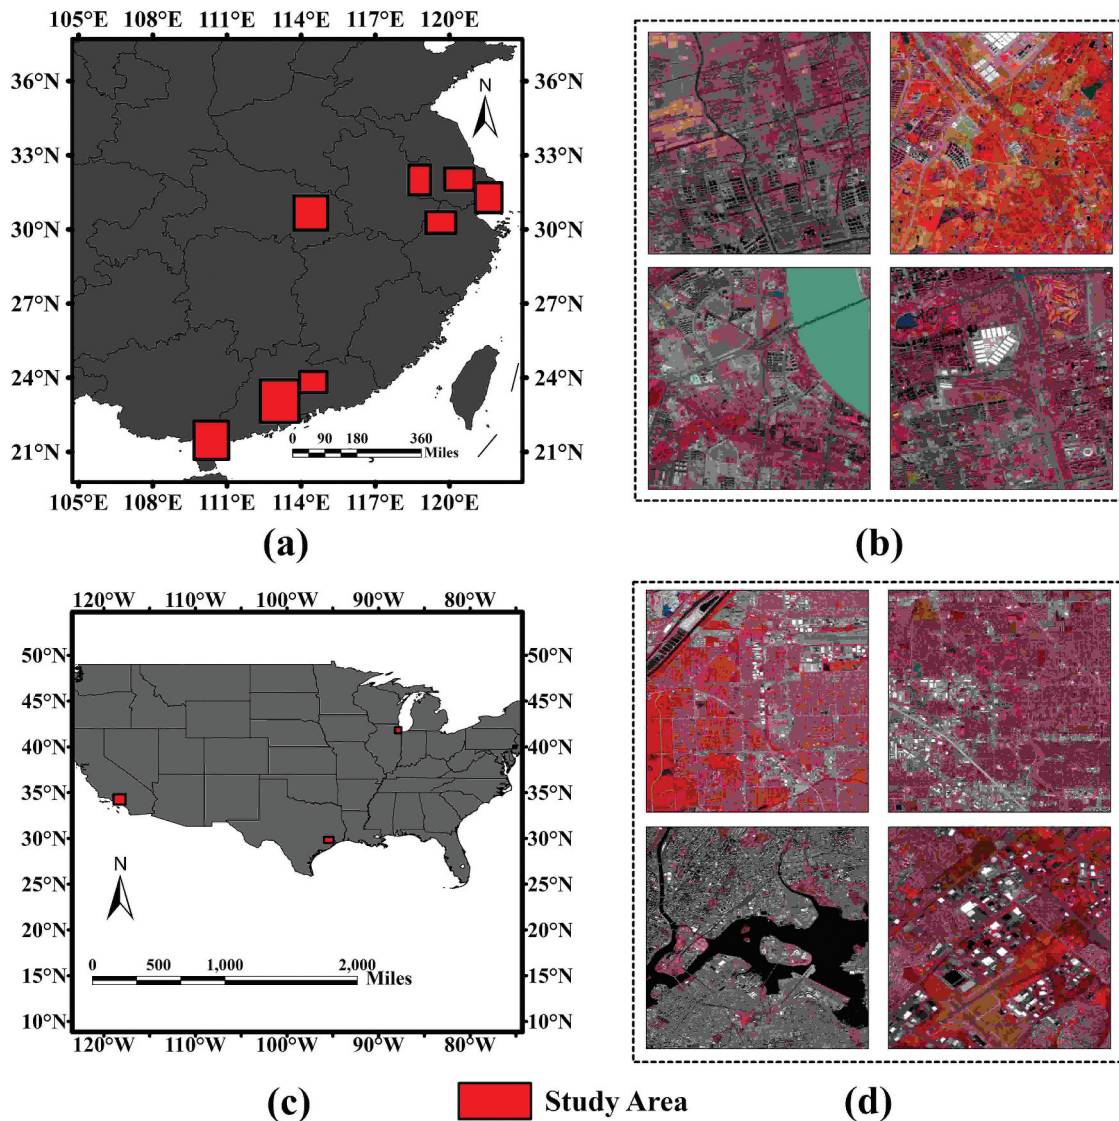 105°E 108°E 111°E 114°E 117°E 120°E
36°N
33°N
30°N
27°N
24°N
21°N
N
0 90 180 360
Miles
105°E 108°E 111°E 114°E 117°E 120°E
(a)
(b)
120°W 110°W 100°W 90°W 80°W
50°N 50°N
45°N 45°N
40°N 40°N
35°N 35°N
30°N 30°N
25°N 25°N
20°N 20°N
15°N 15°N
10°N 10°N
N
0 500 1,000 2,000
Miles
120°W 110°W 100°W 90°W 80°W
(c)
Study Area
(d)
36°N
33°N
30°N
27°N
24°N
21°N